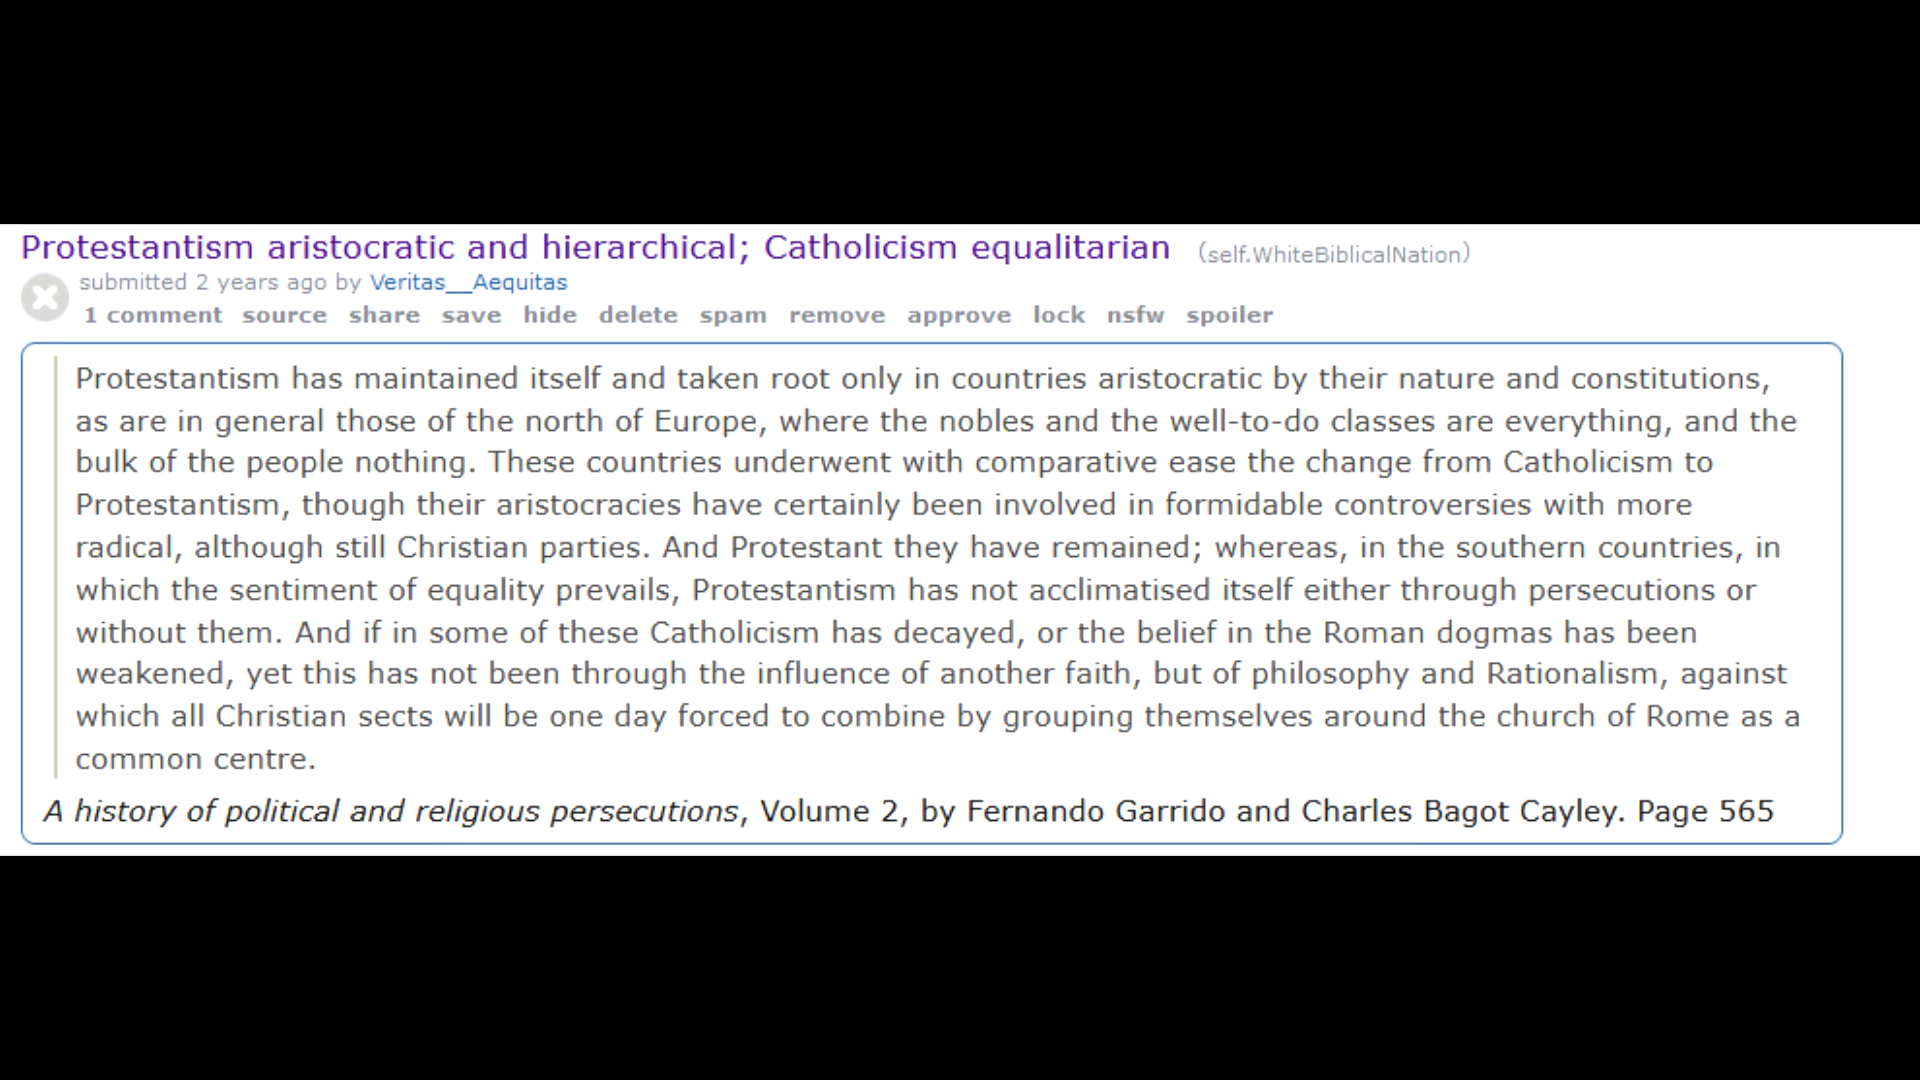 Protestantism aristocratic and hierarchical; Catholicism equalitarian (self.WhiteBiblicalNation)
submitted 2 years ago by Veritas__Aequitas
1 comment source share save hide delete spam remove approve lock nsfw spoiler
Protestantism has maintained itself and taken root only in countries aristocratic by their nature and constitutions,
as are in general those of the north of Europe, where the nobles and the well-to-do classes are everything, and the
bulk of the people nothing. These countries underwent with comparative ease the change from Catholicism to
Protestantism, though their aristocracies have certainly been involved in formidable controversies with more
radical, although still Christian parties. And Protestant they have remained; whereas, in the southern countries, in
which the sentiment of equality prevails, Protestantism has not acclimatised itself either through persecutions or
without them. And if in some of these Catholicism has decayed, or the belief in the Roman dogmas has been
weakened, yet this has not been through the influence of another faith, but of philosophy and Rationalism, against
which all Christian sects will be one day forced to combine by grouping themselves around the church of Rome as a
common centre.
A history of political and religious persecutions, Volume 2, by Fernando Garrido and Charles Bagot Cayley. Page 565